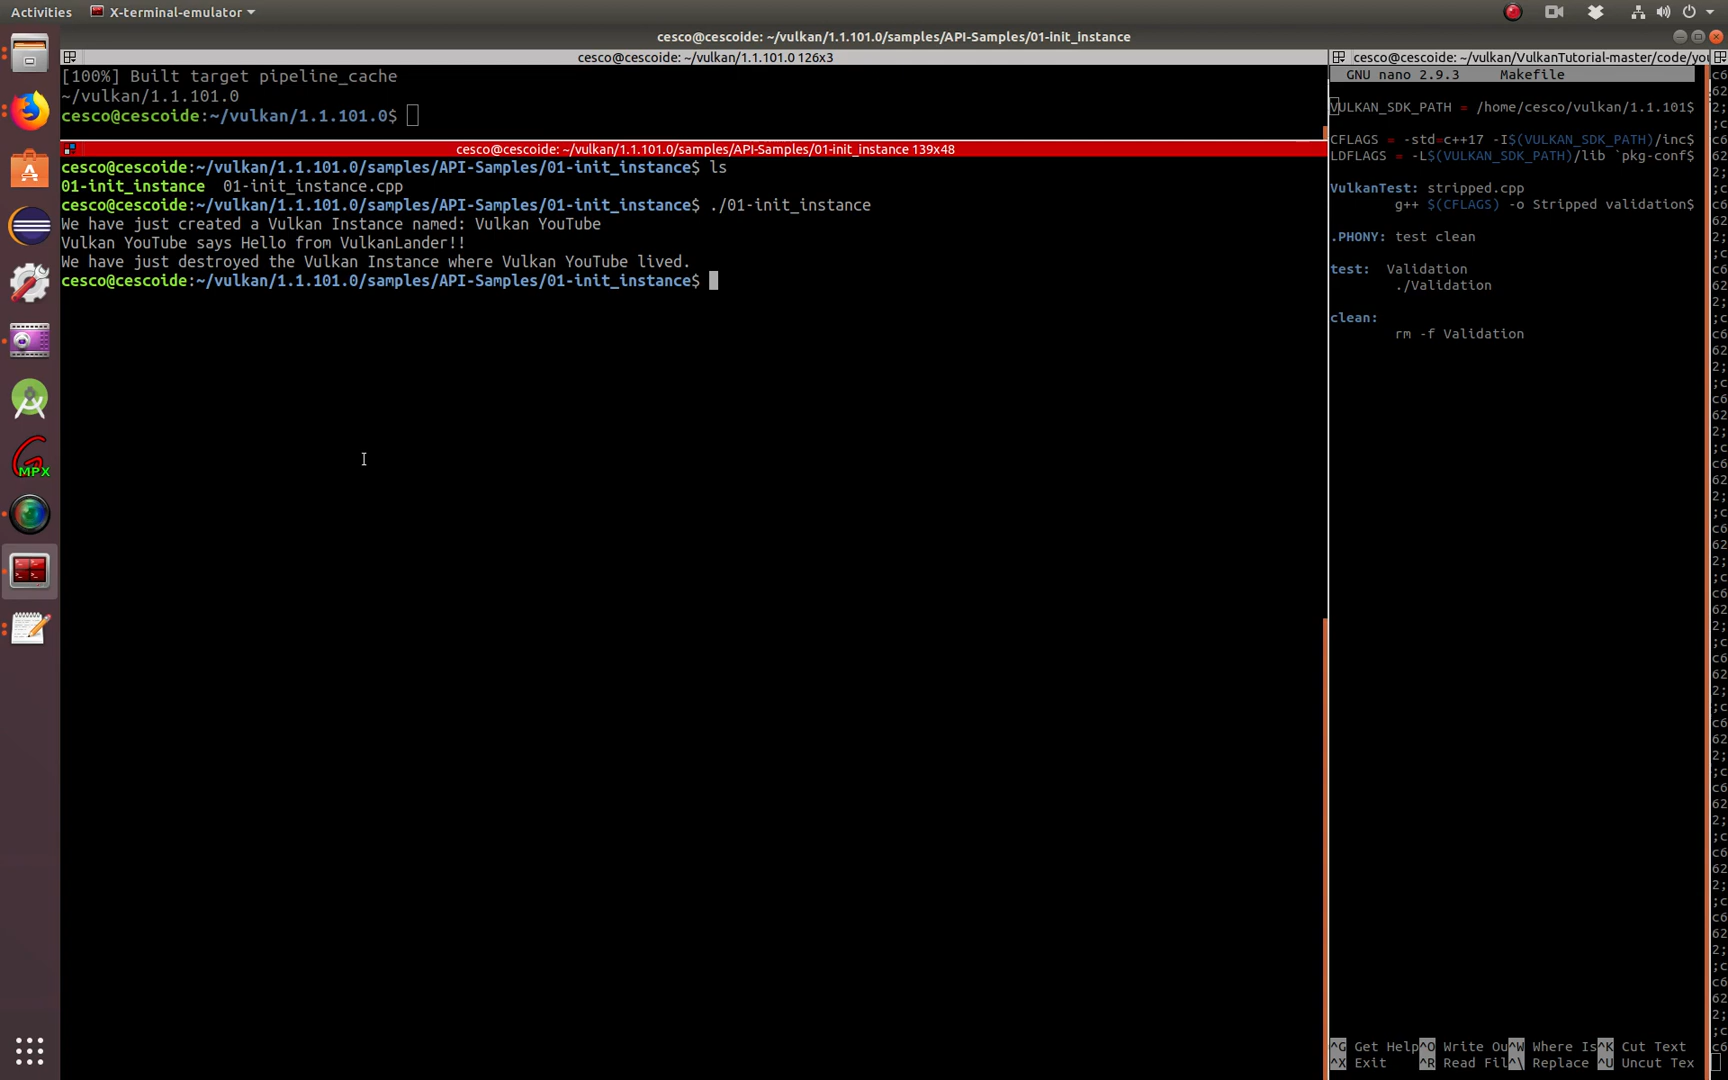 Activities
X-terminal-emulator
cesco@cescoide: ~/vulkan/1.1.101.0/samples/API-Samples/01-init_instance
cesco@cescoide: ~/vulkan/1.1.101.0 126x3
[100%] Built target pipeline_cache
~/vulkan/1.1.101.0
cesco@cescoide:~/vulkan/1.1.101.0$
cesco@cescoide: ~/vulkan/1.1.101.0/samples/API-Samples/01-init_instance 139x48
cesco@cescoide:~/vulkan/1.1.101.0/samples/API-Samples/01-init_instance$ ls
01-init_instance  01-init_instance.cpp
cesco@cescoide:~/vulkan/1.1.101.0/samples/API-Samples/01-init_instance$ ./01-init_instance
We have just created a Vulkan Instance named: Vulkan YouTube
Vulkan YouTube says Hello from VulkanLander!!
We have just destroyed the Vulkan Instance where Vulkan YouTube lived.
cesco@cescoide:~/vulkan/1.1.101.0/samples/API-Samples/01-init_instance$
MPX
cesco@cescoide: ~/vulkan/VulkanTutorial-master/code/you
GNU nano 2.9.3     Makefile
VULKAN_SDK_PATH = /home/cesco/vulkan/1.1.101$
CFLAGS = -std=c++17 -I$(VULKAN_SDK_PATH)/inc$
LDFLAGS = -L$(VULKAN_SDK_PATH)/lib `pkg-conf$
VulkanTest: stripped.cpp
g++ $(CFLAGS) -o Stripped validation$
.PHONY: test clean
test:  Validation
./Validation
clean:
rm -f Validation
^G Get Help ^O Write Ou ^W Where Is ^K Cut Text
^X Exit ^R Read Fil ^\ Replace ^U Uncut Tex